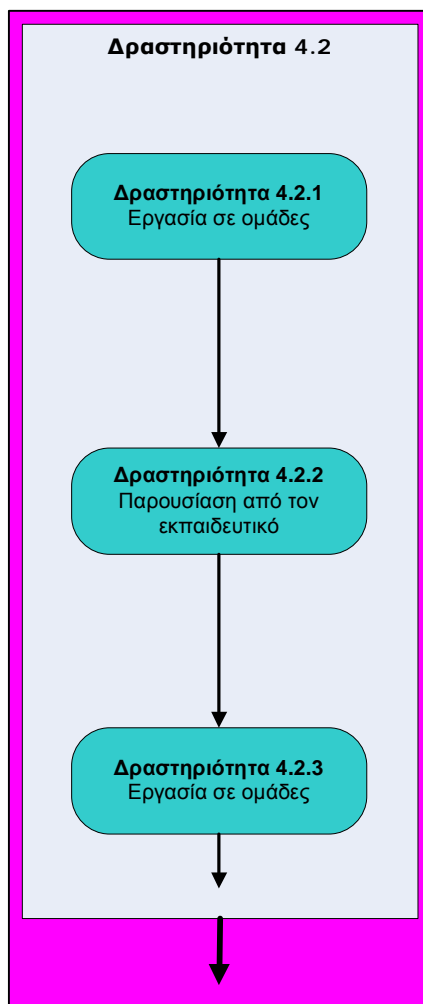 Δραστηριότητα 4.2
Δραστηριότητα 4.2.1
Εργασία σε ομάδες
Δραστηριότητα 4.2.2
Παρουσίαση από τον
εκπαιδευτικό
Δραστηριότητα 4.2.3
Εργασία σε ομάδες